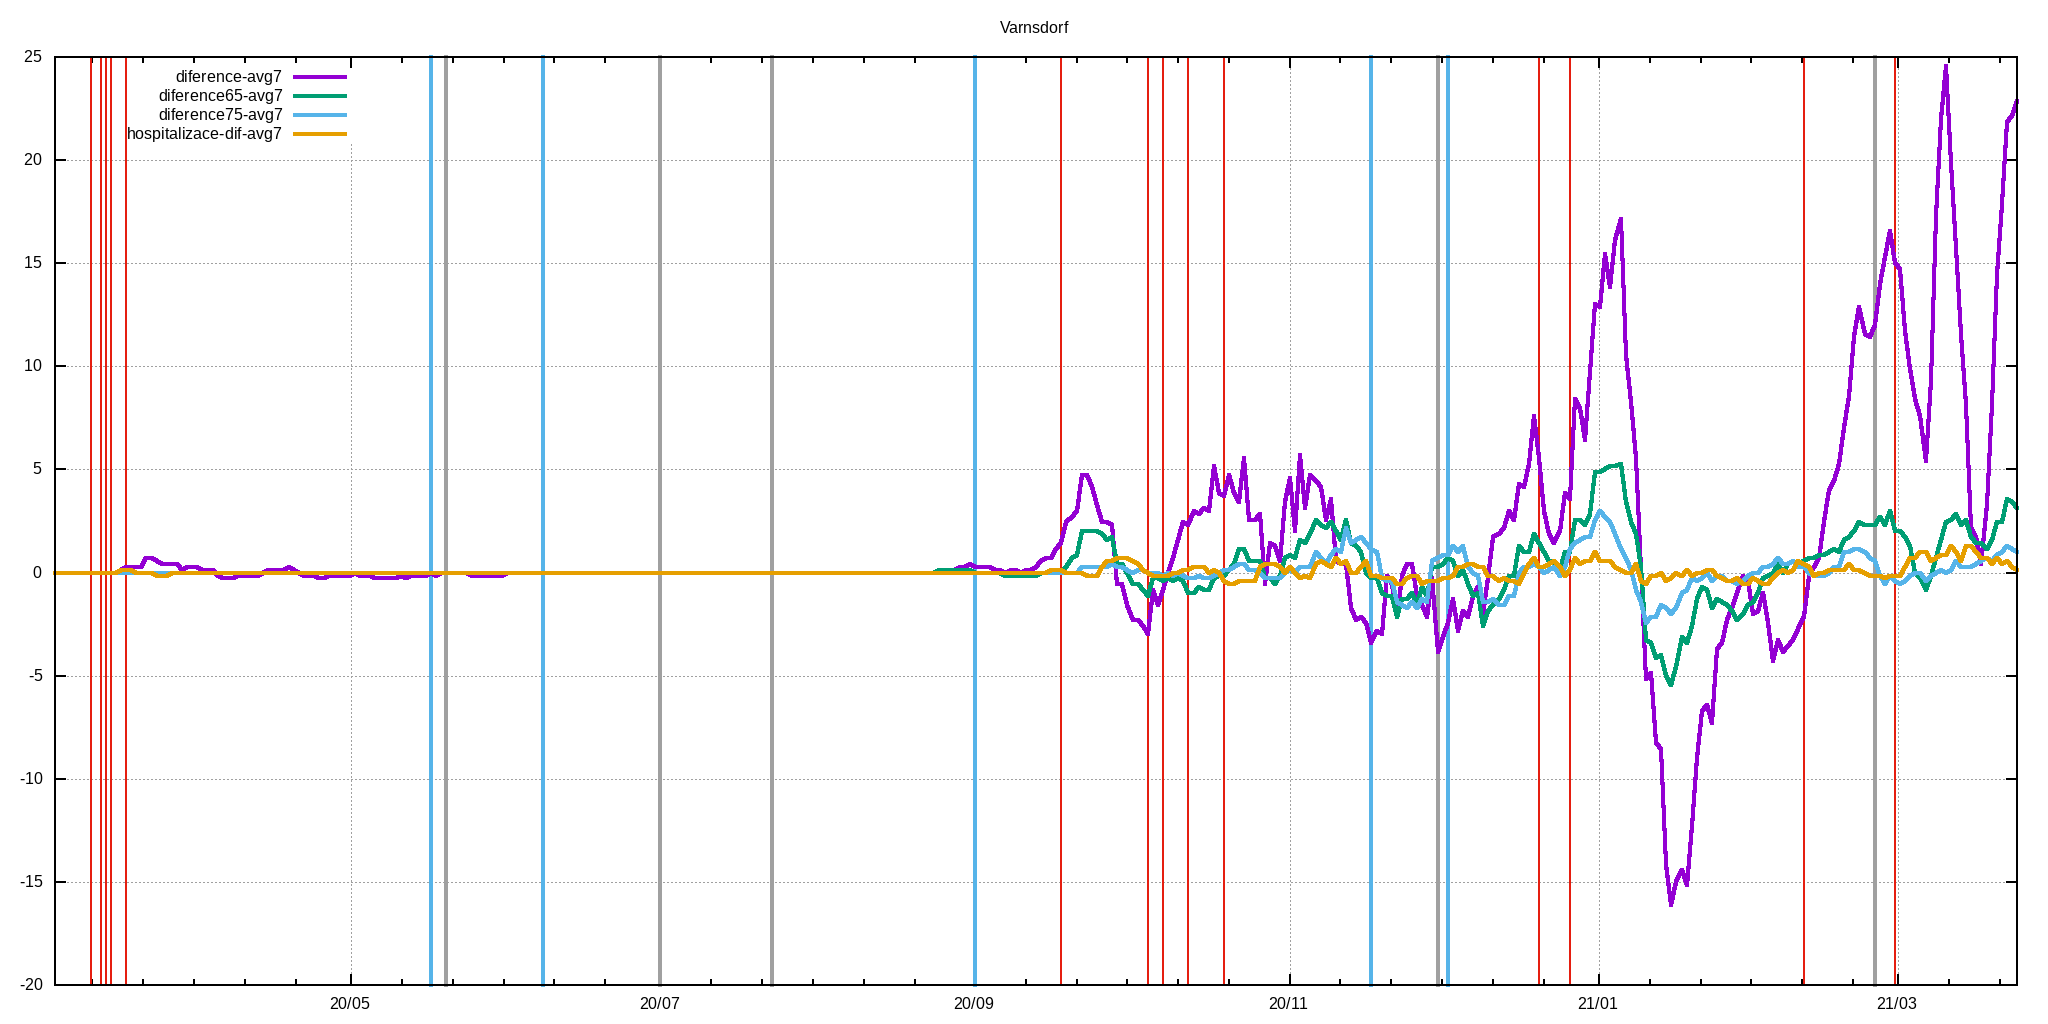 Varnsdorf
25
20
15
10
5
0
-5
-10
-15
-20
diference-avg7
diference65-avg7
diference75-avg7
hospitalizace-dif-avg7
20/05 20/07 20/09 20/11 21/01 21/03